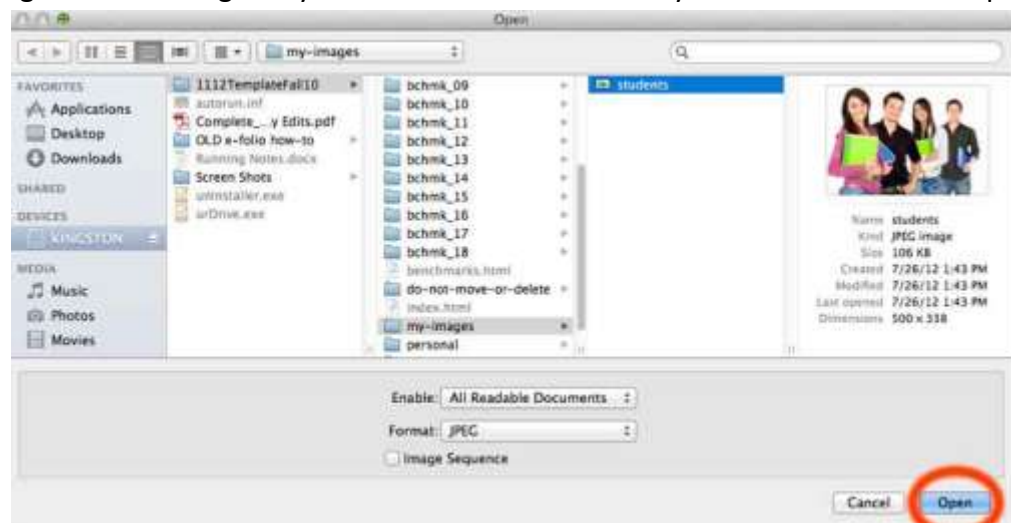 Open
my-images
FAVORITES
Applications
Desktop
Downloads
SHARED
DEVICES
KINGSTON
MEDIA
Music
Photos
Movies
1112TemplateFall10
autorun.inf
Complete_... y Edits.pdf
OLD e-folio how-to
Running Notes.docx
Screen Shots
uninstaller.exe
urDrive.exe
bchmk_09
bchmk_10
bchmk_11
bchmk_12
bchmk_13
bchmk_14
bchmk_15
bchmk_16
bchmk_17
bchmk_18
benchmarks.html
do-not-move-or-delete
index.html
my-images
personal
students
Name students
Kind JPEG image
Size 106 KB
Created 7/26/12 1:43 PM
Modified 7/26/12 1:43 PM
Last opened 7/26/12 1:43 PM
Dimensions 500 x 338
Enable: All Readable Documents
Format: JPEG
Image Sequence
Cancel Open